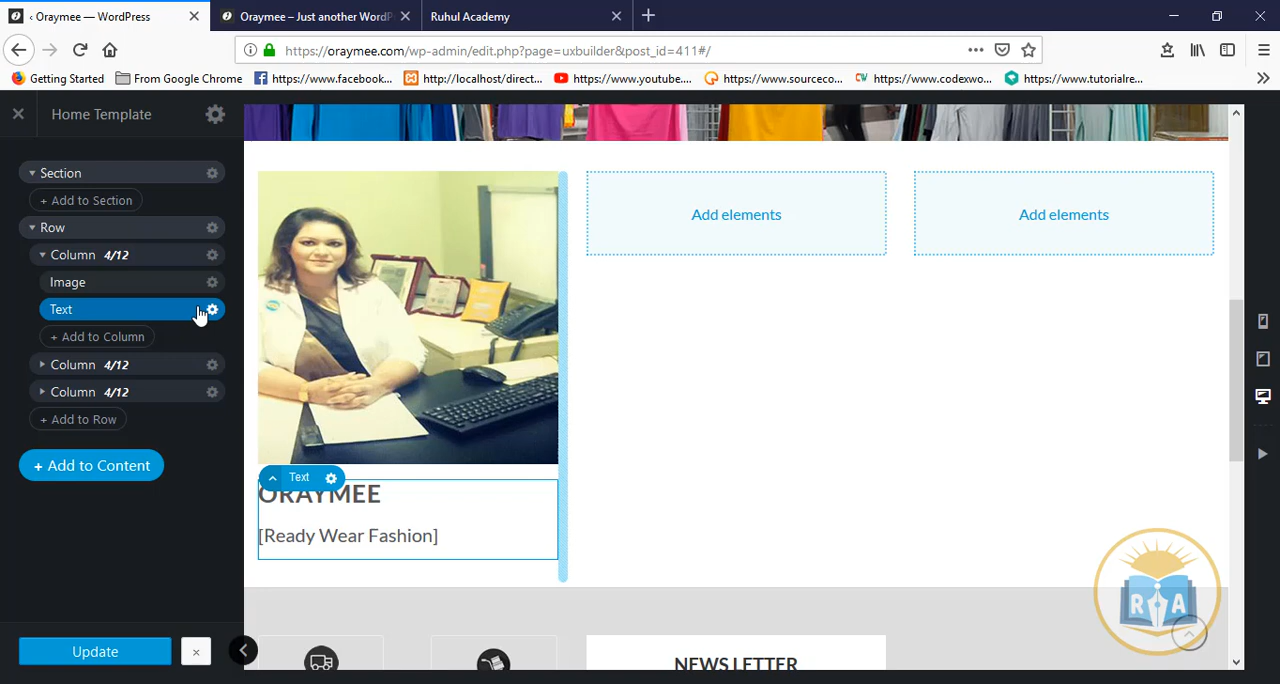 ‹ Oraymee — WordPress
Oraymee – Just another WordP
Ruhul Academy
https://oraymee.com/wp-admin/edit.php?page=uxbuilder&post_id=411#/
Getting Started
From Google Chrome
https://www.facebook...
http://localhost/direct...
https://www.youtube....
https://www.sourceco...
CW
https://www.codexwo...
https://www.tutorialre...
Home Template
Section
+ Add to Section
Row
Column 4/12
Image
Text
+ Add to Column
Column 4/12
Column 4/12
+ Add to Row
+ Add to Content
Update
Add elements
Add elements
Text
ORAYMEE
[Ready Wear Fashion]
NEWS LETTER
R A